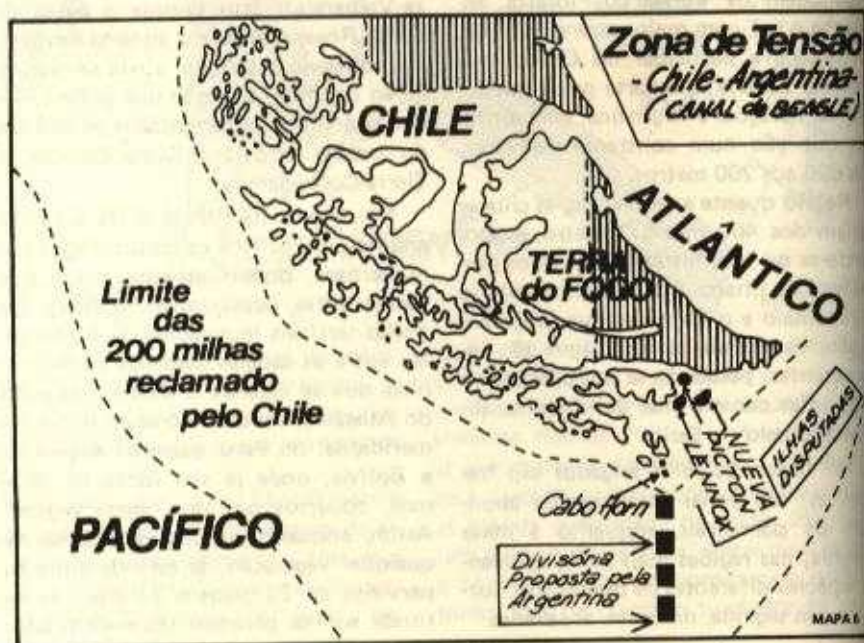 Zona de Tensão
-Chile-Argentina-
(CANAL de BEAGLE)
CHILE
ATLÂNTICO
TERRA
do FOGO
Limite
das
200 milhas
reclamado
pelo Chile
PACÍFICO
Cabo Horn
NUEVA
PICTON
LENNOX
ILHAS
DISPUTADAS
Divisória
Proposta pela
Argentina
MAPA I